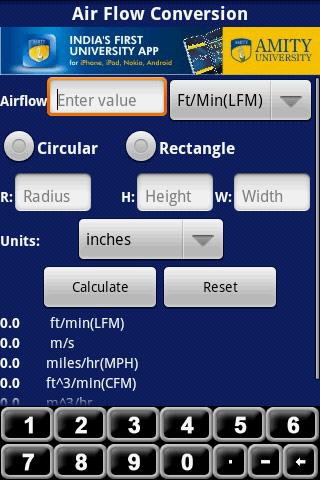 Air Flow Conversion
INDIA'S FIRST
UNIVERSITY APP
for iPhone, iPad, Nokia, Android
AMITY
UNIVERSITY
Airflow Enter value Ft/Min(LFM)
Circular Rectangle
R: Radius H: Height W: Width
Units: inches
Calculate Reset
0.0 ft/min(LFM)
0.0 m/s
0.0 miles/hr(MPH)
0.0 ft^3/min(CFM)
0.0 m^3/hr
1 2 3 4 5 6
7 8 9 0 . - ←